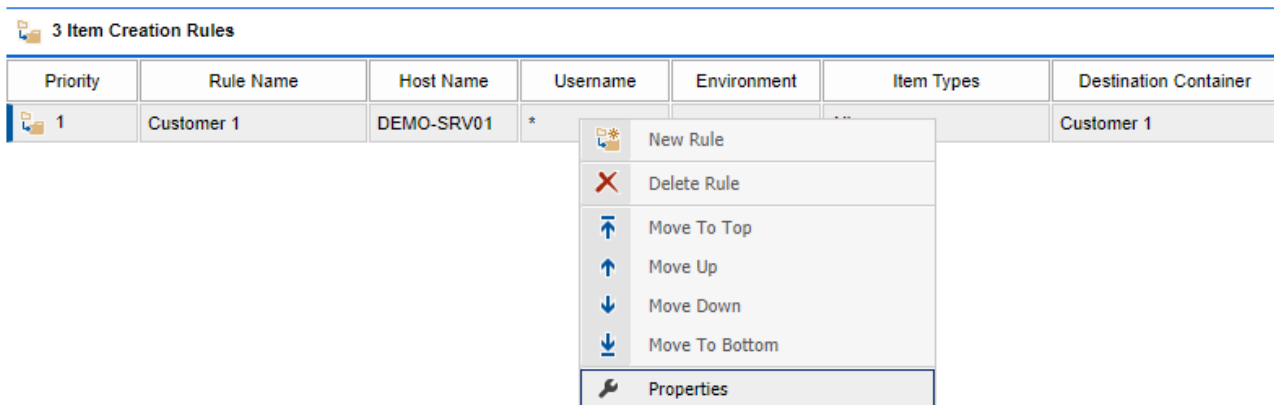 3 Item Creation Rules
Priority Rule Name Host Name Username Environment Item Types Destination Container
1 Customer 1 DEMO-SRV01 * Customer 1
New Rule
Delete Rule
Move To Top
Move Up
Move Down
Move To Bottom
Properties